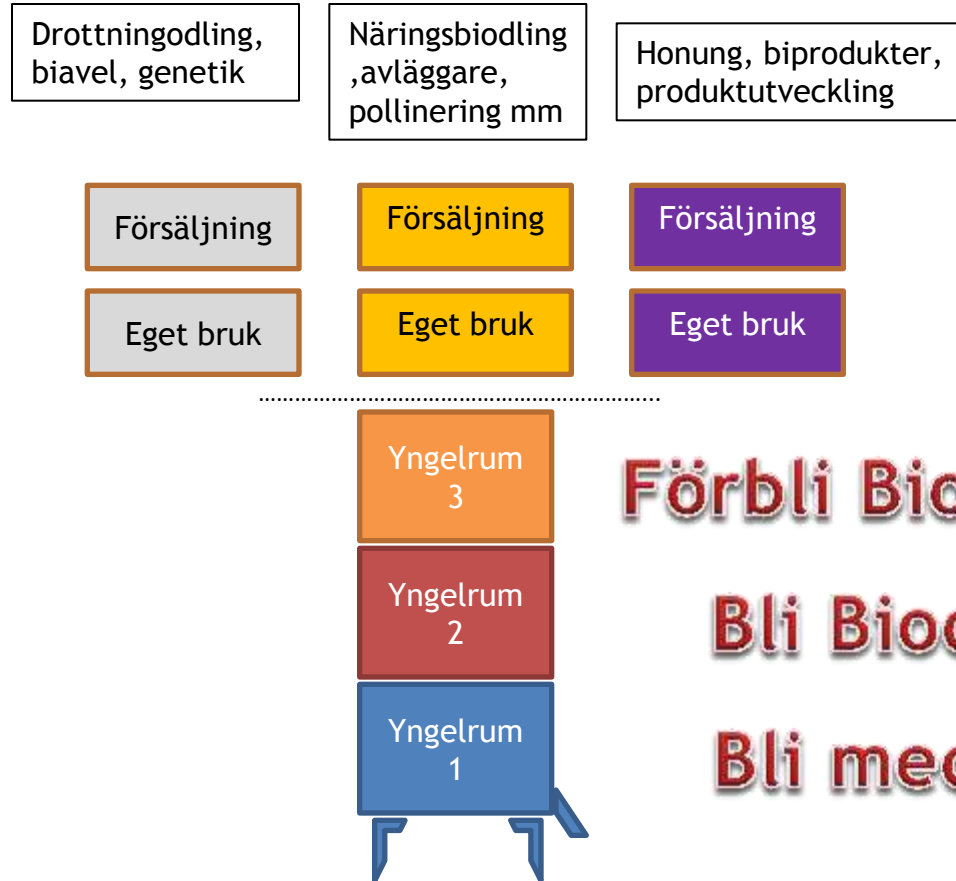 Drottningodling,
biavel, genetik
Näringsbiodling
,avläggare,
pollinering mm
Honung, biprodukter,
produktutveckling
Försäljning
Försäljning
Försäljning
Eget bruk
Eget bruk
Eget bruk
Yngelrum
3
Förbli
Yngelrum
2
Bli
Yngelrum
1
Bli